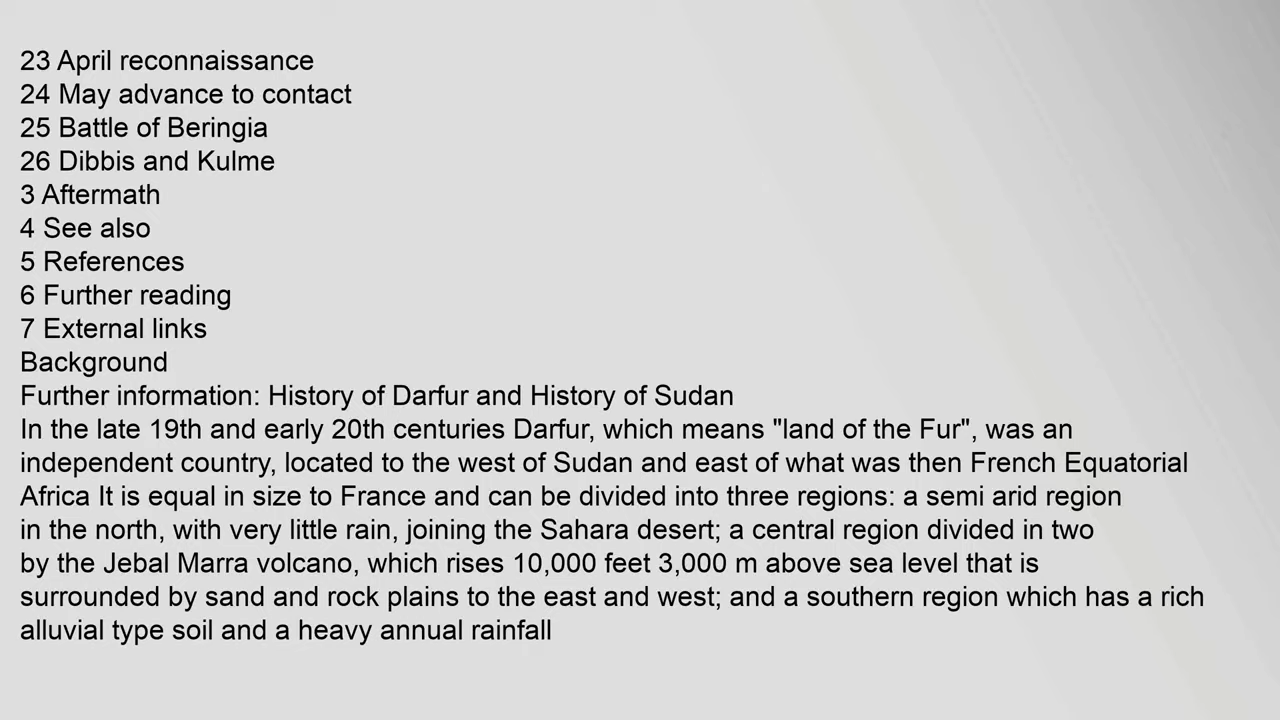 23 April reconnaissance
24 May advance to contact
25 Battle of Beringia
26 Dibbis and Kulme
3 Aftermath
4 See also
5 References
6 Further reading
7 External links
Background
Further information: History of Darfur and History of Sudan
In the late 19th and early 20th centuries Darfur, which means "land of the Fur", was an
independent country, located to the west of Sudan and east of what was then French Equatorial
Africa It is equal in size to France and can be divided into three regions: a semi arid region
in the north, with very little rain, joining the Sahara desert; a central region divided in two
by the Jebal Marra volcano, which rises 10,000 feet 3,000 m above sea level that is
surrounded by sand and rock plains to the east and west; and a southern region which has a rich
alluvial type soil and a heavy annual rainfall